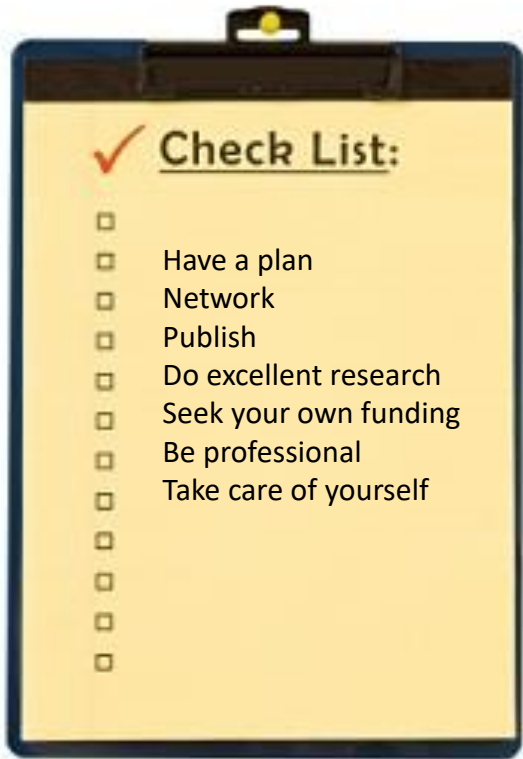 Check List:
Have a plan
Network
Publish
Do excellent research
Seek your own funding
Be professional
Take care of yourself